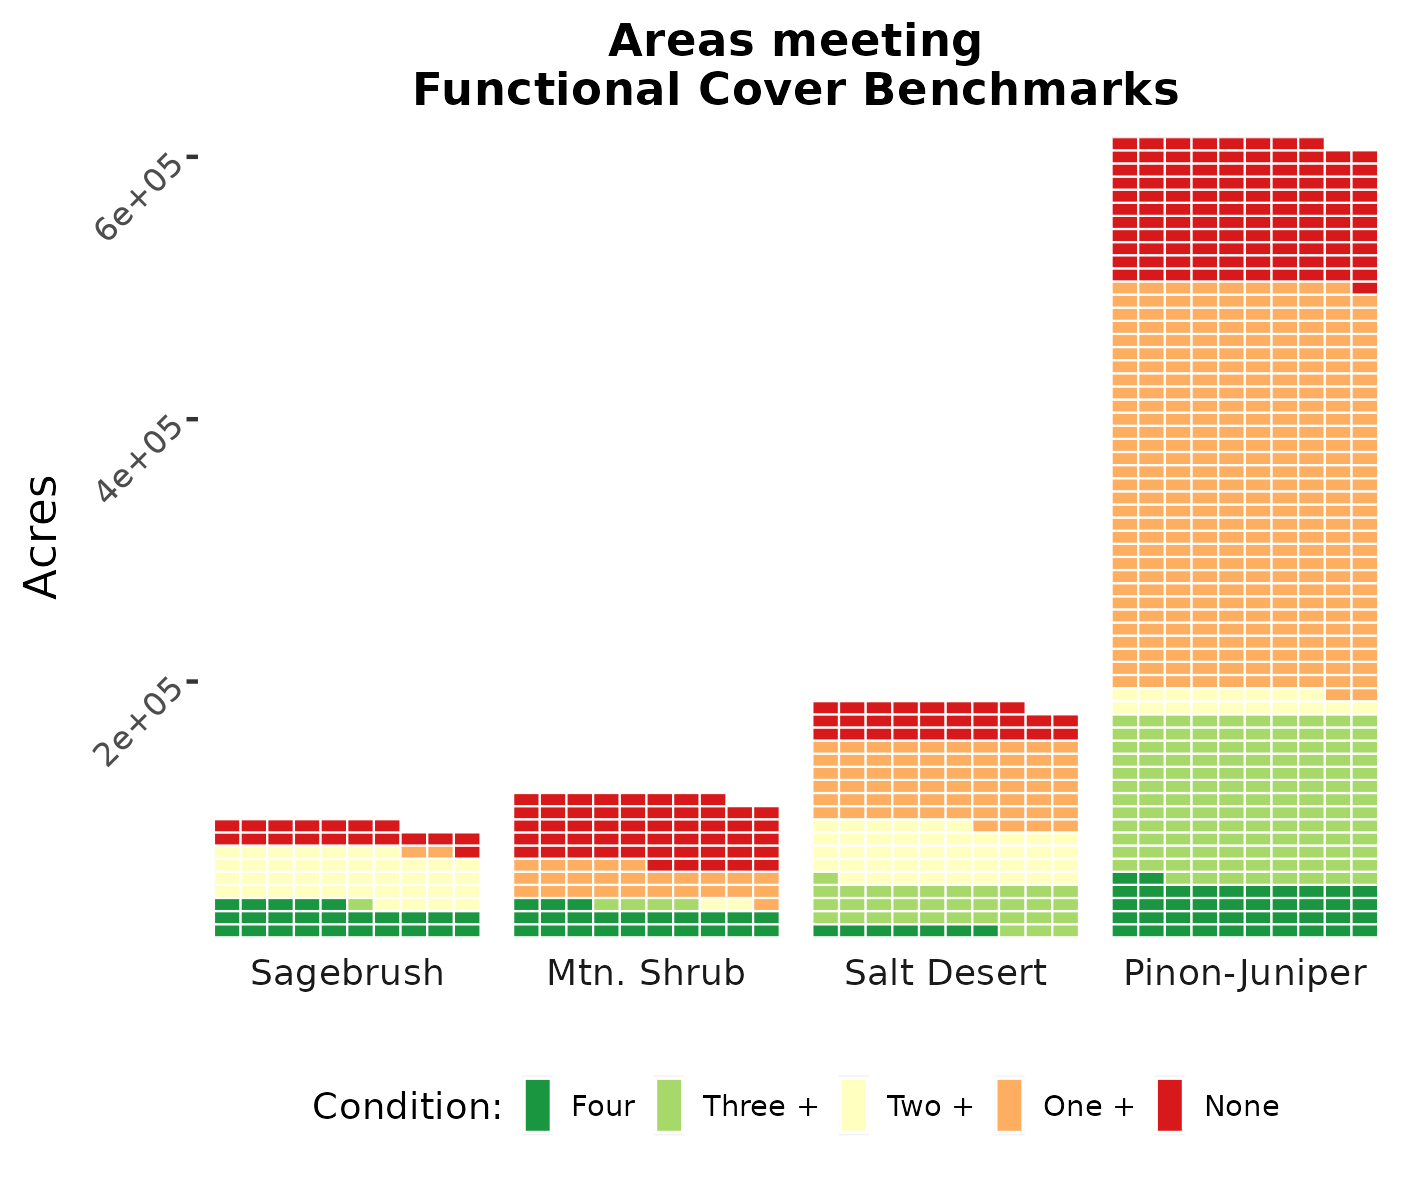 Areas meeting
Functional Cover Benchmarks
Acres
6e+05
4e+05
2e+05
Sagebrush Mtn. Shrub Salt Desert Pinon-Juniper
Condition: Four Three + Two + One + None